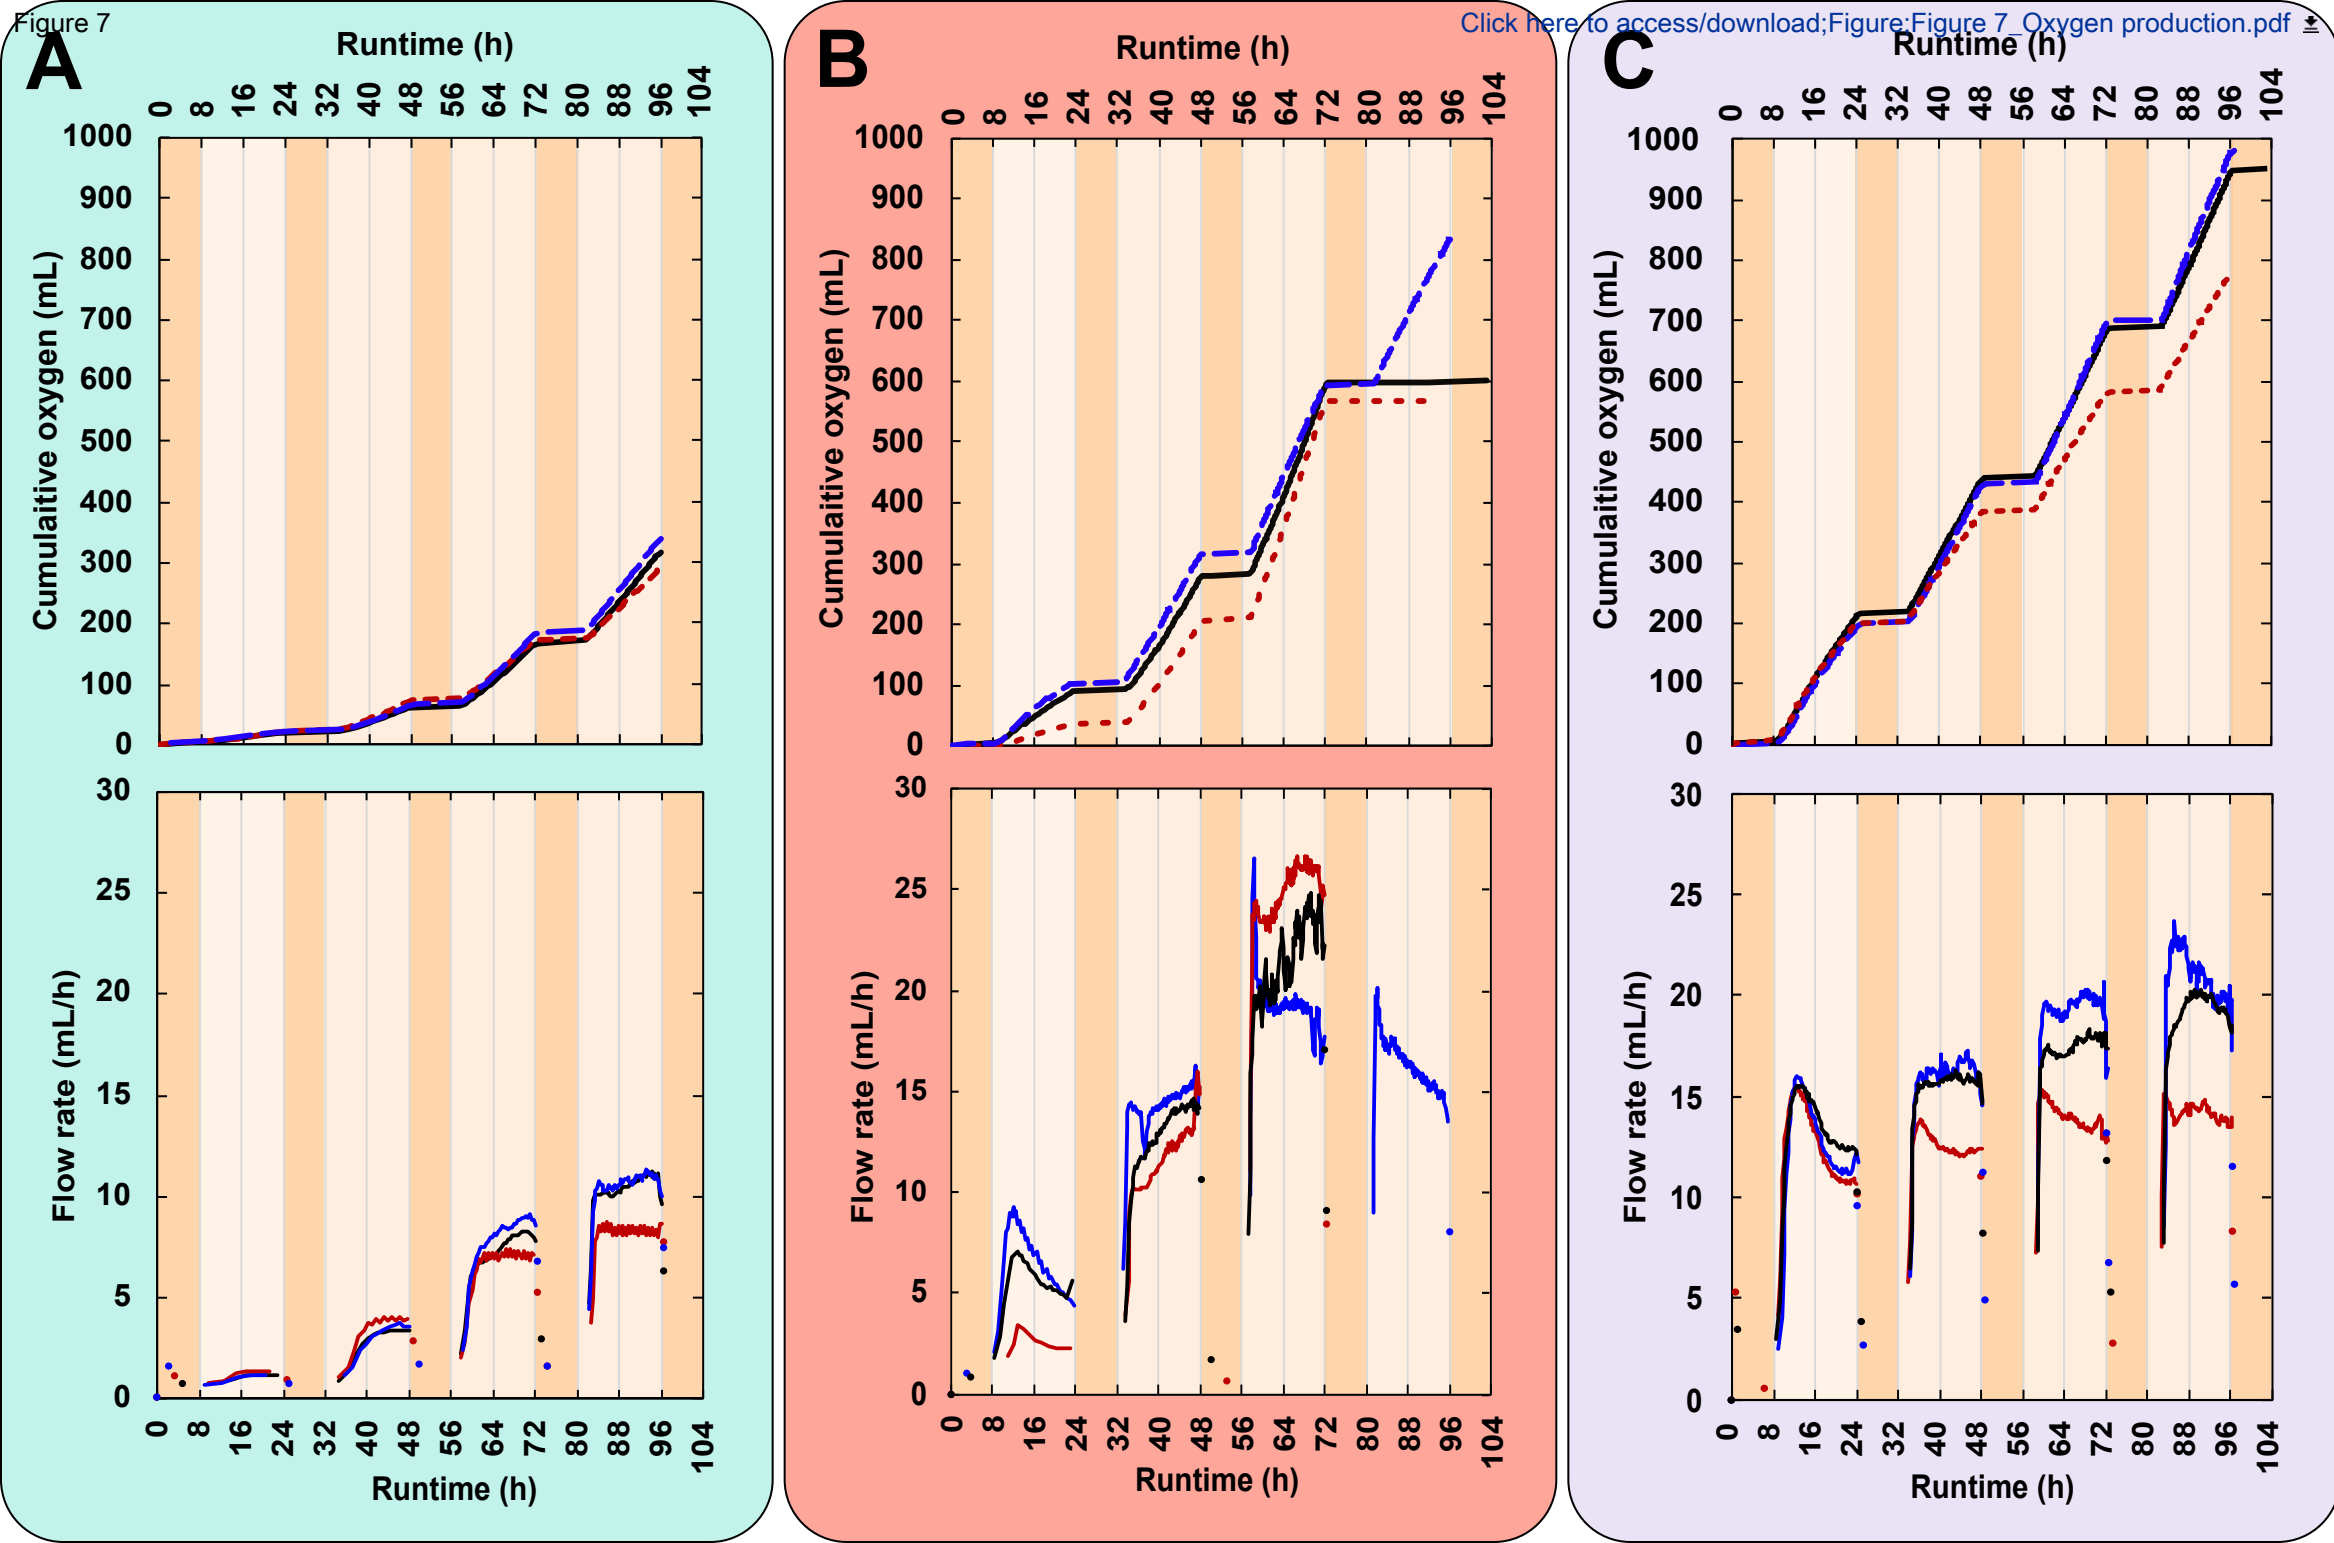 Figure 7
Click here to access/download;Figure;Figure 7_Oxygen production.pdf
A
Runtime (h)
0 8 16 24 32 40 48 56 64 72 80 88 96 104
Cumulaitive oxygen (mL)
1000
900
800
700
600
500
400
300
200
100
0
Flow rate (mL/h)
30
25
20
15
10
5
0
0 8 16 24 32 40 48 56 64 72 80 88 96 104
Runtime (h)
B
Runtime (h)
0 8 16 24 32 40 48 56 64 72 80 88 96 104
Cumulaitive oxygen (mL)
1000
900
800
700
600
500
400
300
200
100
0
Flow rate (mL/h)
30
25
20
15
10
5
0
0 8 16 24 32 40 48 56 64 72 80 88 96 104
Runtime (h)
C
Runtime (h)
0 8 16 24 32 40 48 56 64 72 80 88 96 104
Cumulaitive oxygen (mL)
1000
900
800
700
600
500
400
300
200
100
0
Flow rate (mL/h)
30
25
20
15
10
5
0
0 8 16 24 32 40 48 56 64 72 80 88 96 104
Runtime (h)